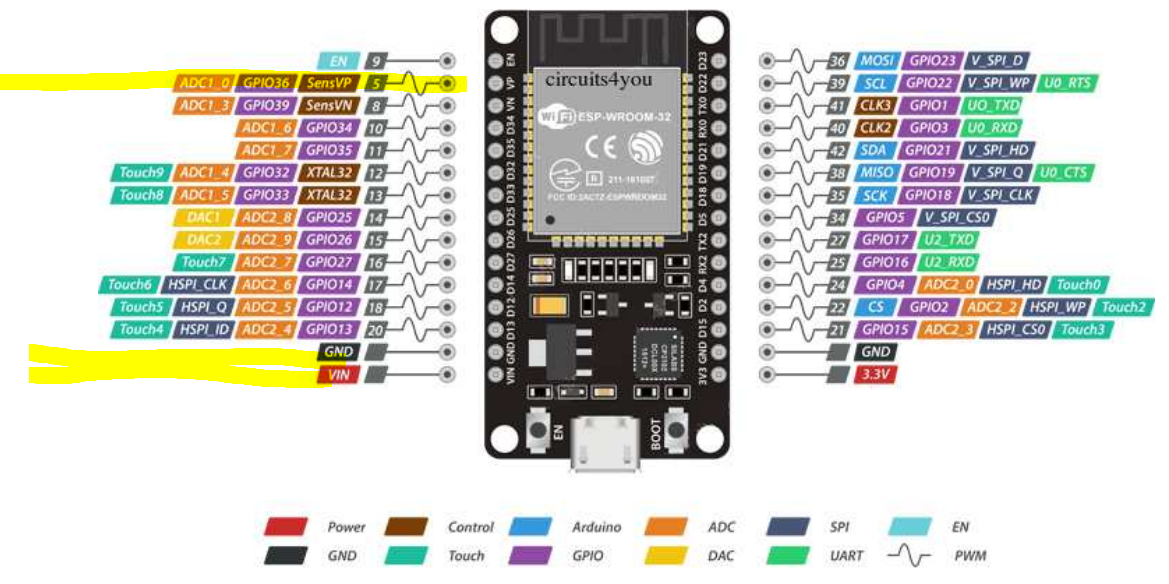 EN 9
ADC1_0 GPIO36 SensVP 5
ADC1_3 GPIO39 SensVN 8
ADC1_6 GPIO34 10
ADC1_7 GPIO35 11
Touch9 ADC1_4 GPIO32 XTAL32 12
Touch8 ADC1_5 GPIO33 XTAL32 13
DAC1 ADC2_8 GPIO25 14
DAC2 ADC2_9 GPIO26 15
Touch7 ADC2_7 GPIO27 16
Touch6 HSPI_CLK ADC2_6 GPIO14 17
Touch5 HSPI_Q ADC2_5 GPIO12 18
Touch4 HSPI_ID ADC2_4 GPIO13 20
GND
VIN
EN
VP
VN
D34
D35
D32
D33
D25
D26
D27
D14
D12
D13
GND
VIN
circuits4you
Wi Fi ESP-WROOM-32
CE
R 211-161007
FCC ID:2AC7Z-ESPWROOM32
SILABS
CP2102
EN
BOOT
D23
D22
TX0
RX0
D21
D19
D18
D5
TX2
RX2
D4
D2
D15
GND
3V3
36 MOSI GPIO23 V_SPI_D
39 SCL GPIO22 V_SPI_WP U0_RTS
41 CLK3 GPIO1 UO_TXD
40 CLK2 GPIO3 U0_RXD
42 SDA GPIO21 V_SPI_HD
38 MISO GPIO19 V_SPI_Q U0_CTS
35 SCK GPIO18 V_SPI_CLK
34 GPIO5 V_SPI_CS0
27 GPIO17 U2_TXD
25 GPIO16 U2_RXD
24 GPIO4 ADC2_0 HSPI_HD Touch0
22 CS GPIO2 ADC2_2 HSPI_WP Touch2
21 GPIO15 ADC2_3 HSPI_CS0 Touch3
GND
3.3V
Power Control Arduino ADC SPI EN
GND Touch GPIO DAC UART PWM